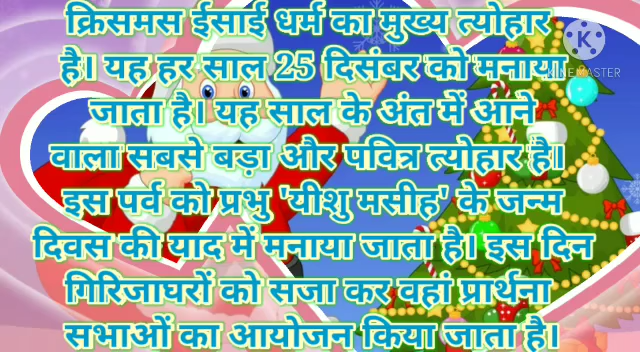 क्रिसमस ईसाई धर्म का मुख्य त्योहार
है। यह हर साल 25 दिसंबर को मनाया
जाता है। यह साल के अंत में आने
वाला सबसे बड़ा और पवित्र त्योहार है।
इस पर्व को प्रभु 'यीशु मसीह' के जन्म
दिवस की याद में मनाया जाता है। इस दिन
गिरिजाघरों को सजा कर वहां प्रार्थना
सभाओं का आयोजन किया जाता है।
K
KINEMASTER